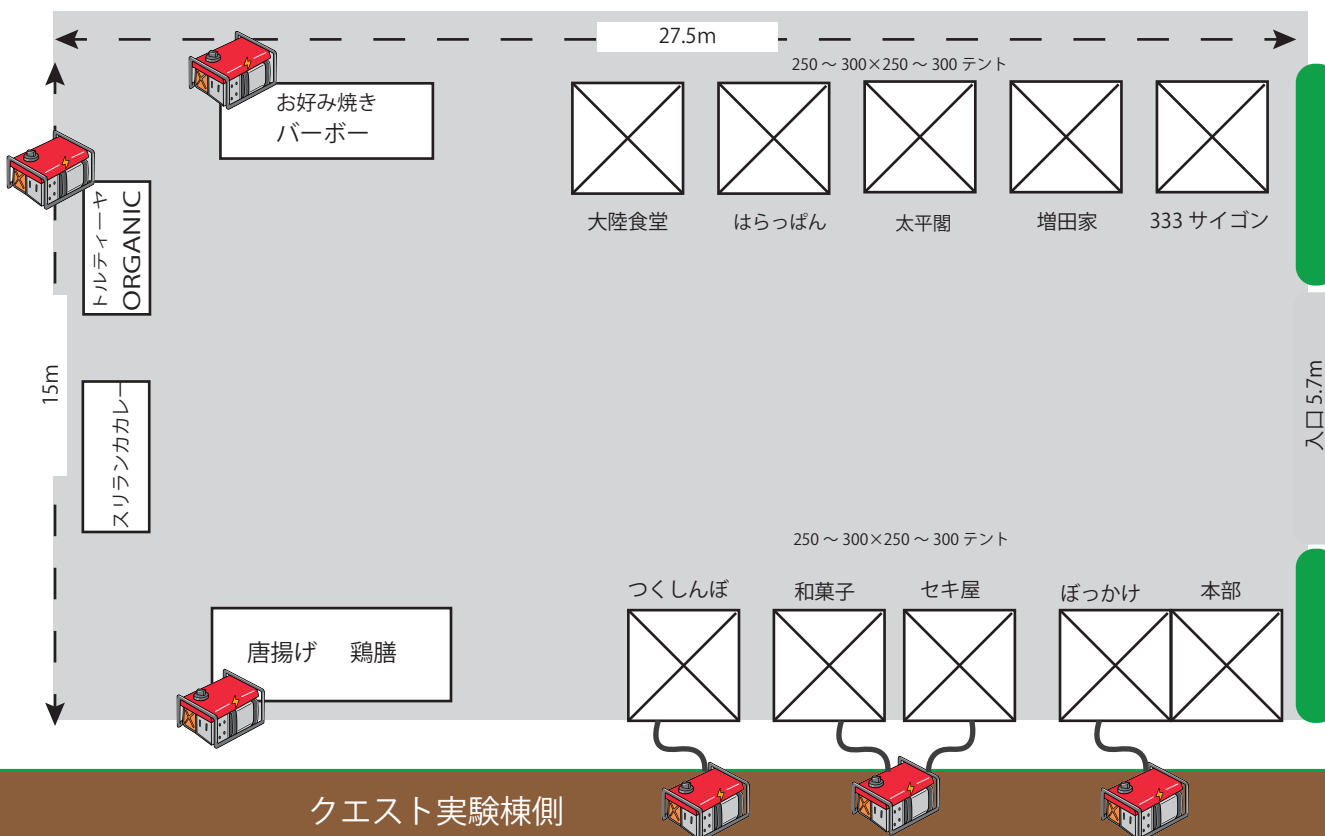 27.5m
250 ～ 300×250 ～ 300 テント
お好み焼き
バーボー
大陸食堂
はらっぱん
太平閣
増田家
333 サイゴン
トルティーヤ
ORGANIC
15m
スリランカカレー
入口 5.7m
250 ～ 300×250 ～ 300 テント
つくしんぼ
和菓子
セキ屋
ぼっかけ
本部
唐揚げ 鶏膳
クエスト実験棟側